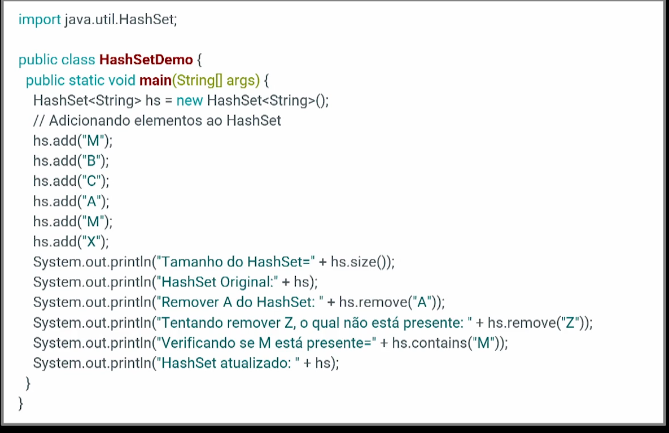 import java.util.HashSet;
public class HashSetDemo {
public static void main(String[] args) {
HashSet<String> hs = new HashSet<String>();
// Adicionando elementos ao HashSet
hs.add("M");
hs.add("B");
hs.add("C");
hs.add("A");
hs.add("M");
hs.add("X");
System.out.println("Tamanho do HashSet=" + hs.size());
System.out.println("HashSet Original:" + hs);
System.out.println("Remover A do HashSet: " + hs.remove("A"));
System.out.println("Tentando remover Z, o qual não está presente: " + hs.remove("Z"));
System.out.println("Verificando se M está presente=" + hs.contains("M"));
System.out.println("HashSet atualizado: " + hs);
}
}